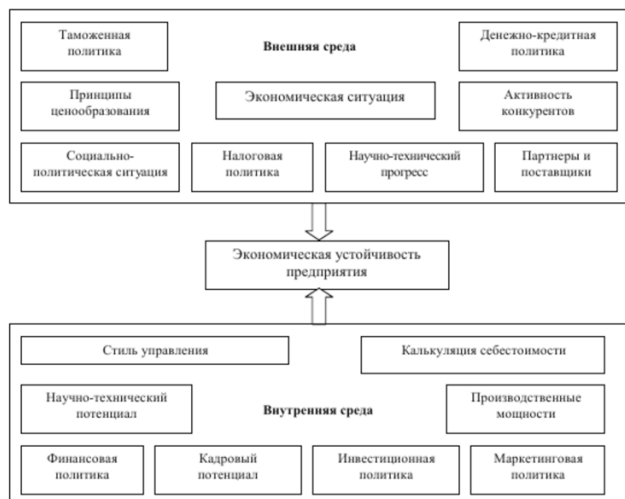 Таможенная
политика
Внешняя среда
Денежно-кредитная
политика
Принципы
ценообразования
Экономическая ситуация
Активность
конкурентов
Социально-
политическая ситуация
Налоговая
политика
Научно-технический
прогресс
Партнеры и
поставщики
Экономическая устойчивость
предприятия
Стиль управления
Калькуляция себестоимости
Научно-технический
потенциал
Внутренняя среда
Производственные
мощности
Финансовая
политика
Кадровый
потенциал
Инвестиционная
политика
Маркетинговая
политика